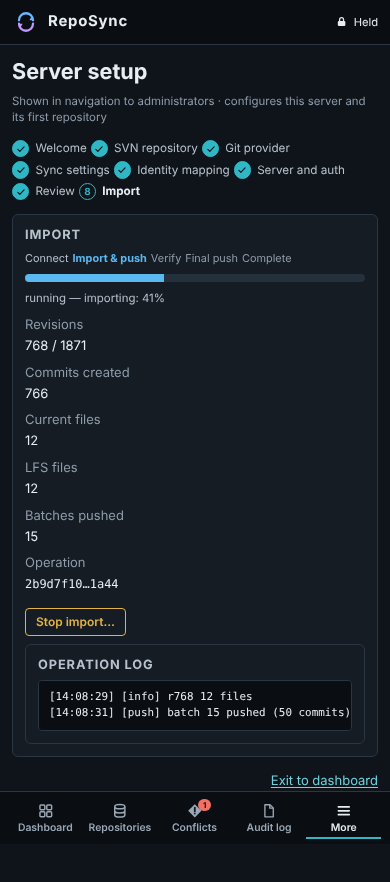 RepoSync
Held
Server setup
Shown in navigation to administrators · configures this server and
its first repository
Welcome SVN repository Git provider
Sync settings Identity mapping Server and auth
Review 8 Import
IMPORT
Connect Import & push Verify Final push Complete
running — importing: 41%
Revisions
768 / 1871
Commits created
766
Current files
12
LFS files
12
Batches pushed
15
Operation
2b9d7f10…1a44
Stop import...
OPERATION LOG
[14:08:29] [info] r768 12 files
[14:08:31] [push] batch 15 pushed (50 commits)
Exit to dashboard
1
Dashboard Repositories Conflicts Audit log More